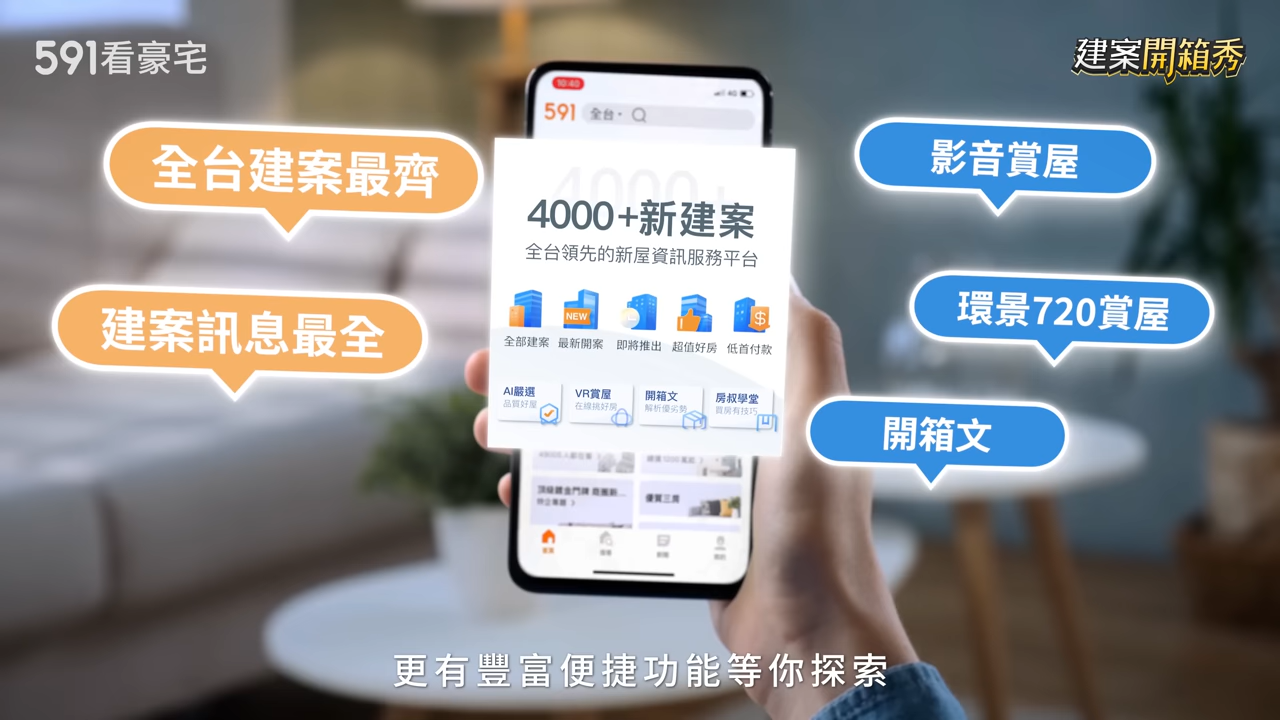 591看豪宅
建案開箱秀
10:40
4G
591
全台
全台建案最齊
建案訊息最全
影音賞屋
環景720賞屋
開箱文
4000+
4000+新建案
全台領先的新屋資訊服務平台
NEW
全部建案
最新開案
即將推出
超值好房
低首付款
AI嚴選
品質好屋
VR賞屋
在線挑好房
開箱文
解析優劣勢
房叔學堂
買房有技巧
優質三房
更有豐富便捷功能等你探索